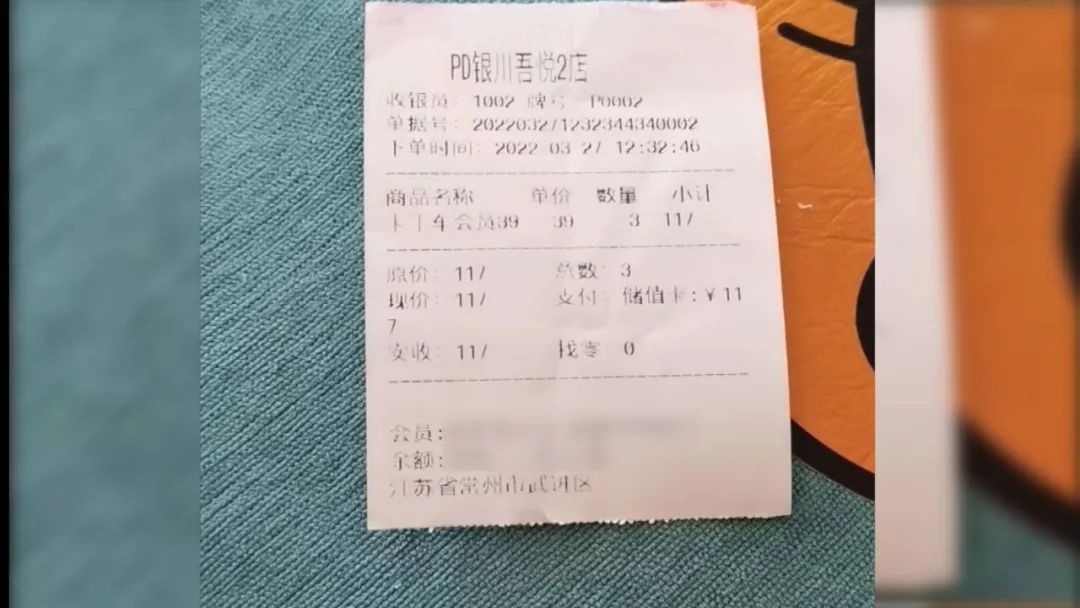 PD银川吾悦2店
收银员: 1002 牌号 P0002
单据号: 202203271232344340002
下单时间: 2022 03 27 12:32:46
商品名称 单价 数量 小计
卡丁车会员39 39 3 117
原价: 117 总数: 3
现价: 117 支付: 储值卡:¥11
7
实收: 117 找零: 0
会员:
余额:
江苏省常州市武进区